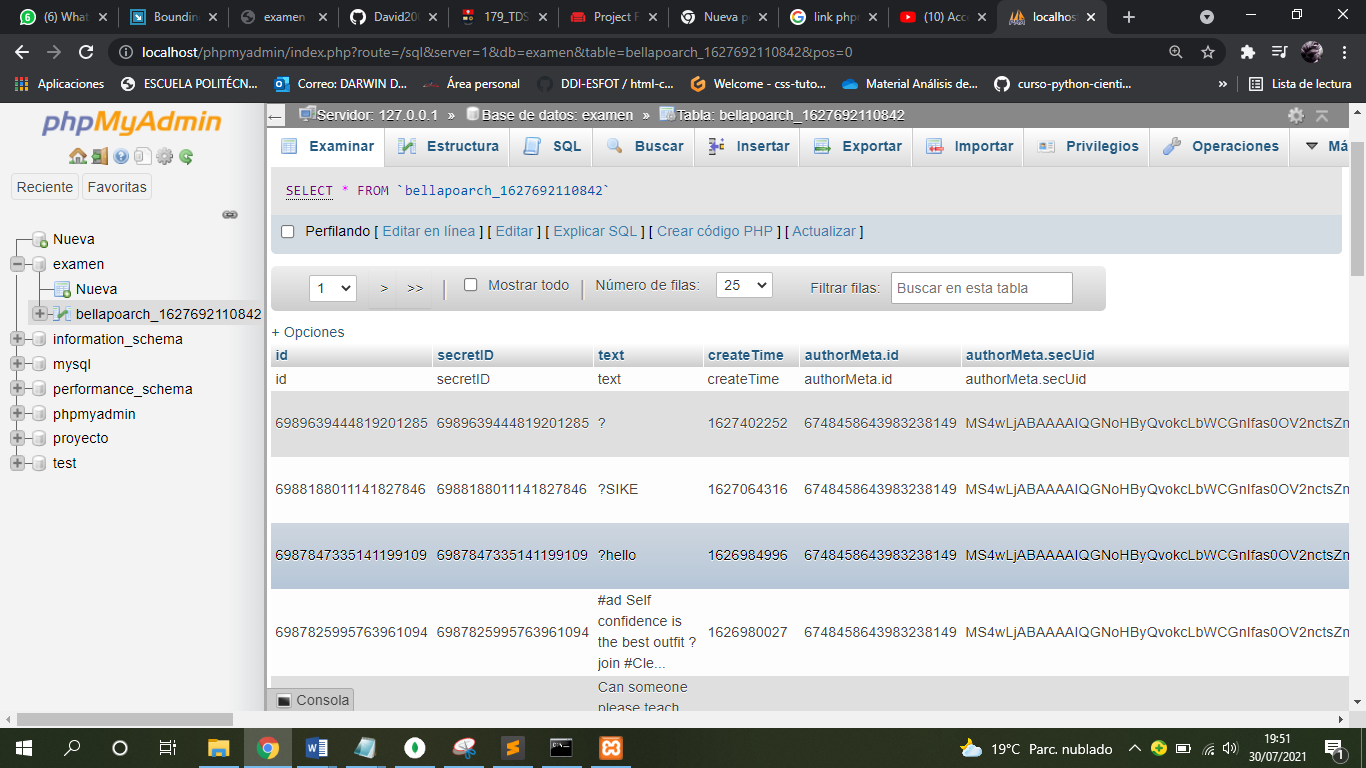 (6) What
Boundin
examen
David20
179_TDS
Project F
Nueva p
link php
(10) Acc
localhos
localhost/phpmyadmin/index.php?route=/sql&server=1&db=examen&table=bellapoarch_1627692110842&pos=0
Aplicaciones
ESCUELA POLITÉCN...
Correo: DARWIN D...
Área personal
DDI-ESFOT / html-c...
Welcome - css-tuto...
Material Análisis de...
curso-python-cienti...
»
Lista de lectura
phpMyAdmin
Reciente
Favoritas
Nueva
examen
Nueva
bellapoarch_1627692110842
information_schema
mysql
performance_schema
phpmyadmin
proyecto
test
Servidor: 127.0.0.1 » Base de datos: examen » Tabla: bellapoarch_1627692110842
Examinar
Estructura
SQL
Buscar
Insertar
Exportar
Importar
Privilegios
Operaciones
Má
SELECT * FROM `bellapoarch_1627692110842`
Perfilando [ Editar en línea ] [ Editar ] [ Explicar SQL ] [ Crear código PHP ] [ Actualizar ]
1 > >> | Mostrar todo | Número de filas: 25 Filtrar filas: Buscar en esta tabla
+ Opciones
id secretID text createTime authorMeta.id authorMeta.secUid
id secretID text createTime authorMeta.id authorMeta.secUid
6989639444819201285 6989639444819201285 ? 1627402252 6748458643983238149 MS4wLjABAAAAIQGNoHByQvokcLbWCGnIfas0OV2nctsZm
6988188011141827846 6988188011141827846 ?SIKE 1627064316 6748458643983238149 MS4wLjABAAAAIQGNoHByQvokcLbWCGnIfas0OV2nctsZm
6987847335141199109 6987847335141199109 ?hello 1626984996 6748458643983238149 MS4wLjABAAAAIQGNoHByQvokcLbWCGnIfas0OV2nctsZm
#ad Self
confidence is
the best outfit ?
join #Cle...
6987825995763961094 6987825995763961094 1626980027 6748458643983238149 MS4wLjABAAAAIQGNoHByQvokcLbWCGnIfas0OV2nctsZm
Can someone
please teach
Consola
19°C Parc. nublado
19:51
30/07/2021
1